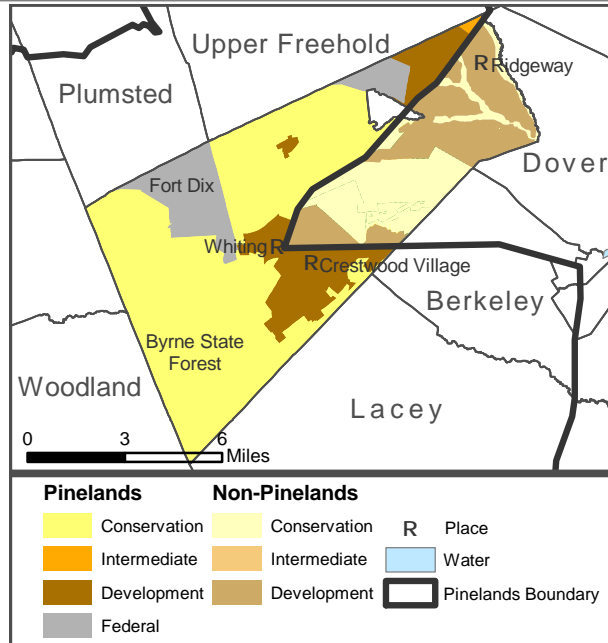 Upper Freehold
Plumsted
R Ridgeway
Dover
Fort Dix
Whiting R
R Crestwood Village
Berkeley
Byrne State
Forest
Woodland
Lacey
0 3 6
Miles
Pinelands Non-Pinelands
Conservation Conservation R Place
Intermediate Intermediate Water
Development Development Pinelands Boundary
Federal